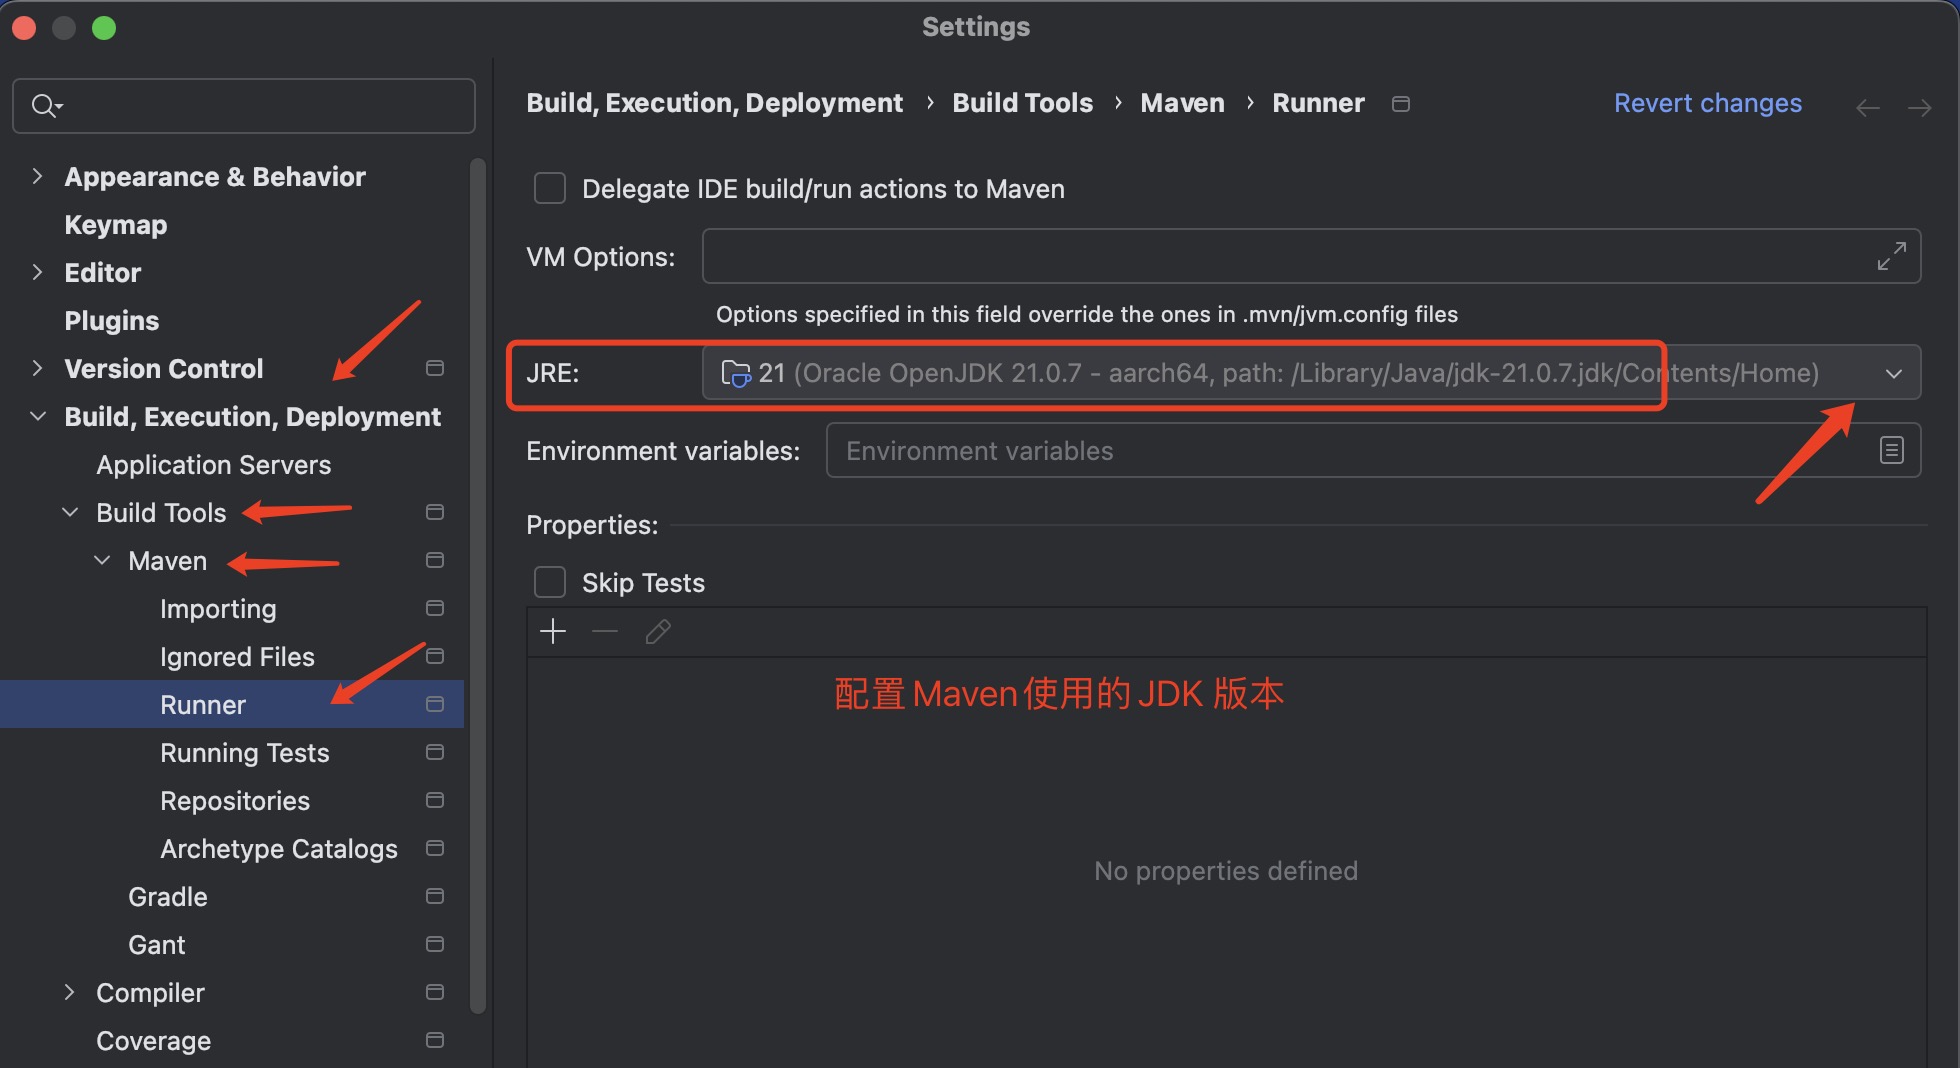 Settings
Build, Execution, Deployment › Build Tools › Maven › Runner
Revert changes
Appearance & Behavior
Keymap
Editor
Plugins
Version Control
Build, Execution, Deployment
Application Servers
Build Tools
Maven
Importing
Ignored Files
Runner
Running Tests
Repositories
Archetype Catalogs
Gradle
Gant
Compiler
Coverage
Delegate IDE build/run actions to Maven
VM Options:
Options specified in this field override the ones in .mvn/jvm.config files
JRE: 21 (Oracle OpenJDK 21.0.7 - aarch64, path: /Library/Java/jdk-21.0.7.jdk/Contents/Home)
Environment variables: Environment variables
Properties:
Skip Tests
配置 Maven 使用的 JDK 版本
No properties defined